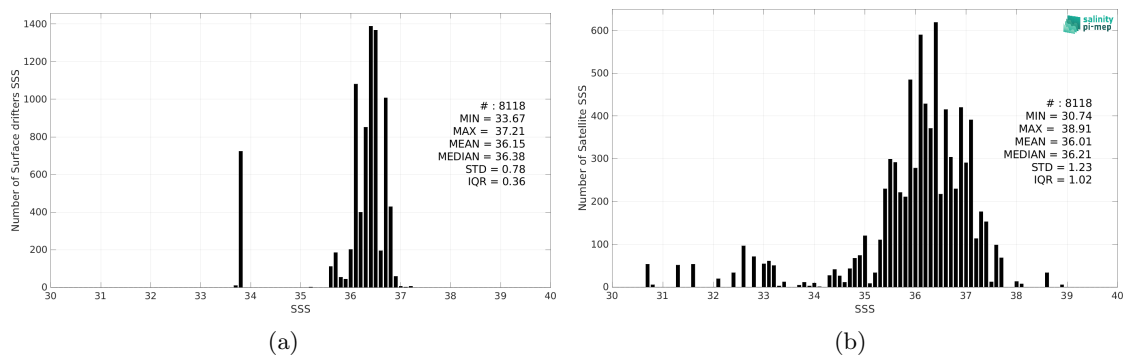 Number of Surface drifters SSS
1400
1200
1000
800
600
400
200
0
# : 8118
MIN = 33.67
MAX = 37.21
MEAN = 36.15
MEDIAN = 36.38
STD = 0.78
IQR = 0.36
30 31 32 33 34 35 36 37 38 39 40
SSS
(a)
Number of Satellite SSS
600
500
400
300
200
100
0
salinity
pi-mep
# : 8118
MIN = 30.74
MAX = 38.91
MEAN = 36.01
MEDIAN = 36.21
STD = 1.23
IQR = 1.02
30 31 32 33 34 35 36 37 38 39 40
SSS
(b)